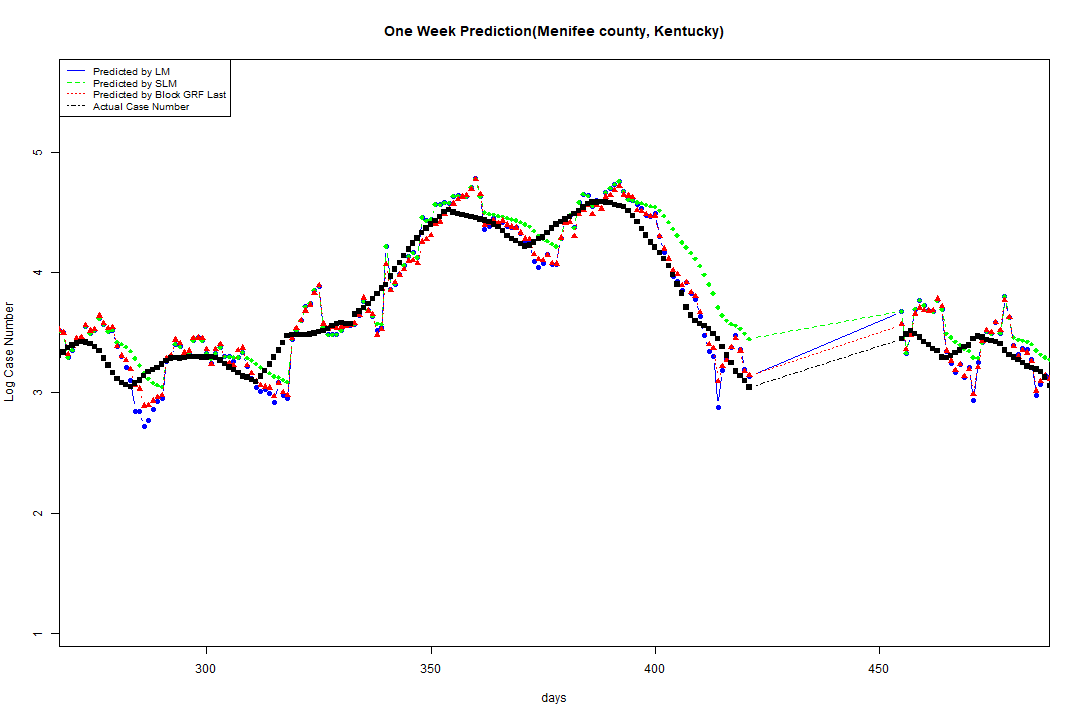 One Week Prediction(Menifee county, Kentucky)
Predicted by LM
Predicted by SLM
Predicted by Block GRF Last
Actual Case Number
5
4
3
2
1
Log Case Number
300 350 400 450
days